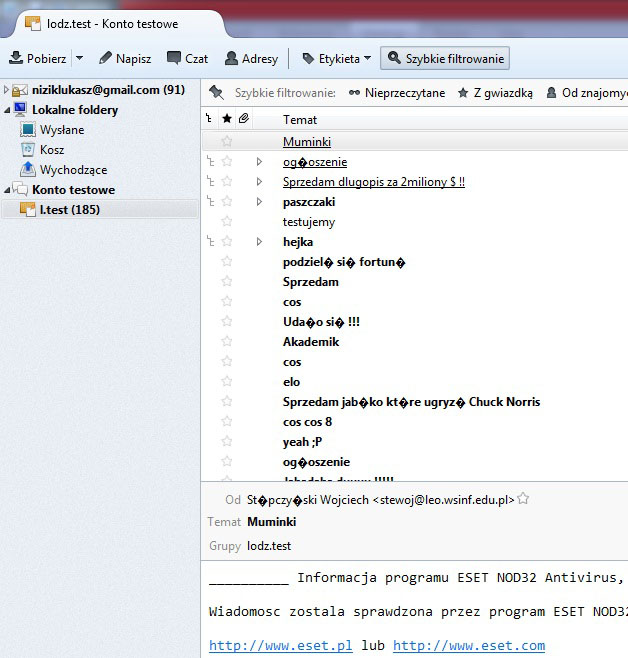 lodz.test - Konto testowe
Pobierz Napisz Czat Adresy Etykieta Szybkie filtrowanie
niziklukasz@gmail.com (91)
Lokalne foldery
Wysłane
Kosz
Wychodzące
Konto testowe
l.test (185)
Szybkie filtrowanie: Nieprzeczytane Z gwiazdką Od znajomy
Temat
Muminki
og�oszenie
Sprzedam dlugopis za 2miliony $ !!
paszczaki
testujemy
hejka
podziel� si� fortun�
Sprzedam
cos
Uda�o si� !!!
Akademik
cos
elo
Sprzedam jab�ko kt�re ugryz� Chuck Norris
cos cos 8
yeah ;P
og�oszenie
Od St�pczy�ski Wojciech <stewoj@leo.wsinf.edu.pl>
Temat Muminki
Grupy lodz.test
__________ Informacja programu ESET NOD32 Antivirus,
Wiadomosc zostala sprawdzona przez program ESET NOD32
http://www.eset.pl lub http://www.eset.com